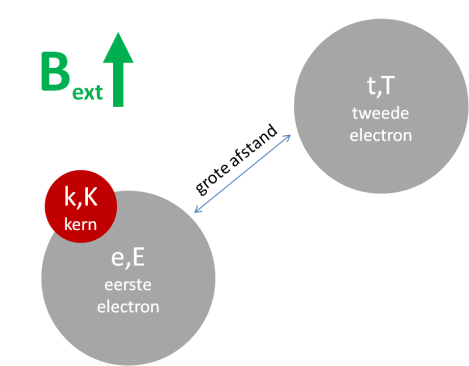 B ext
t,T
tweede
electron
grote afstand
k,K
kern
e,E
eerste
electron